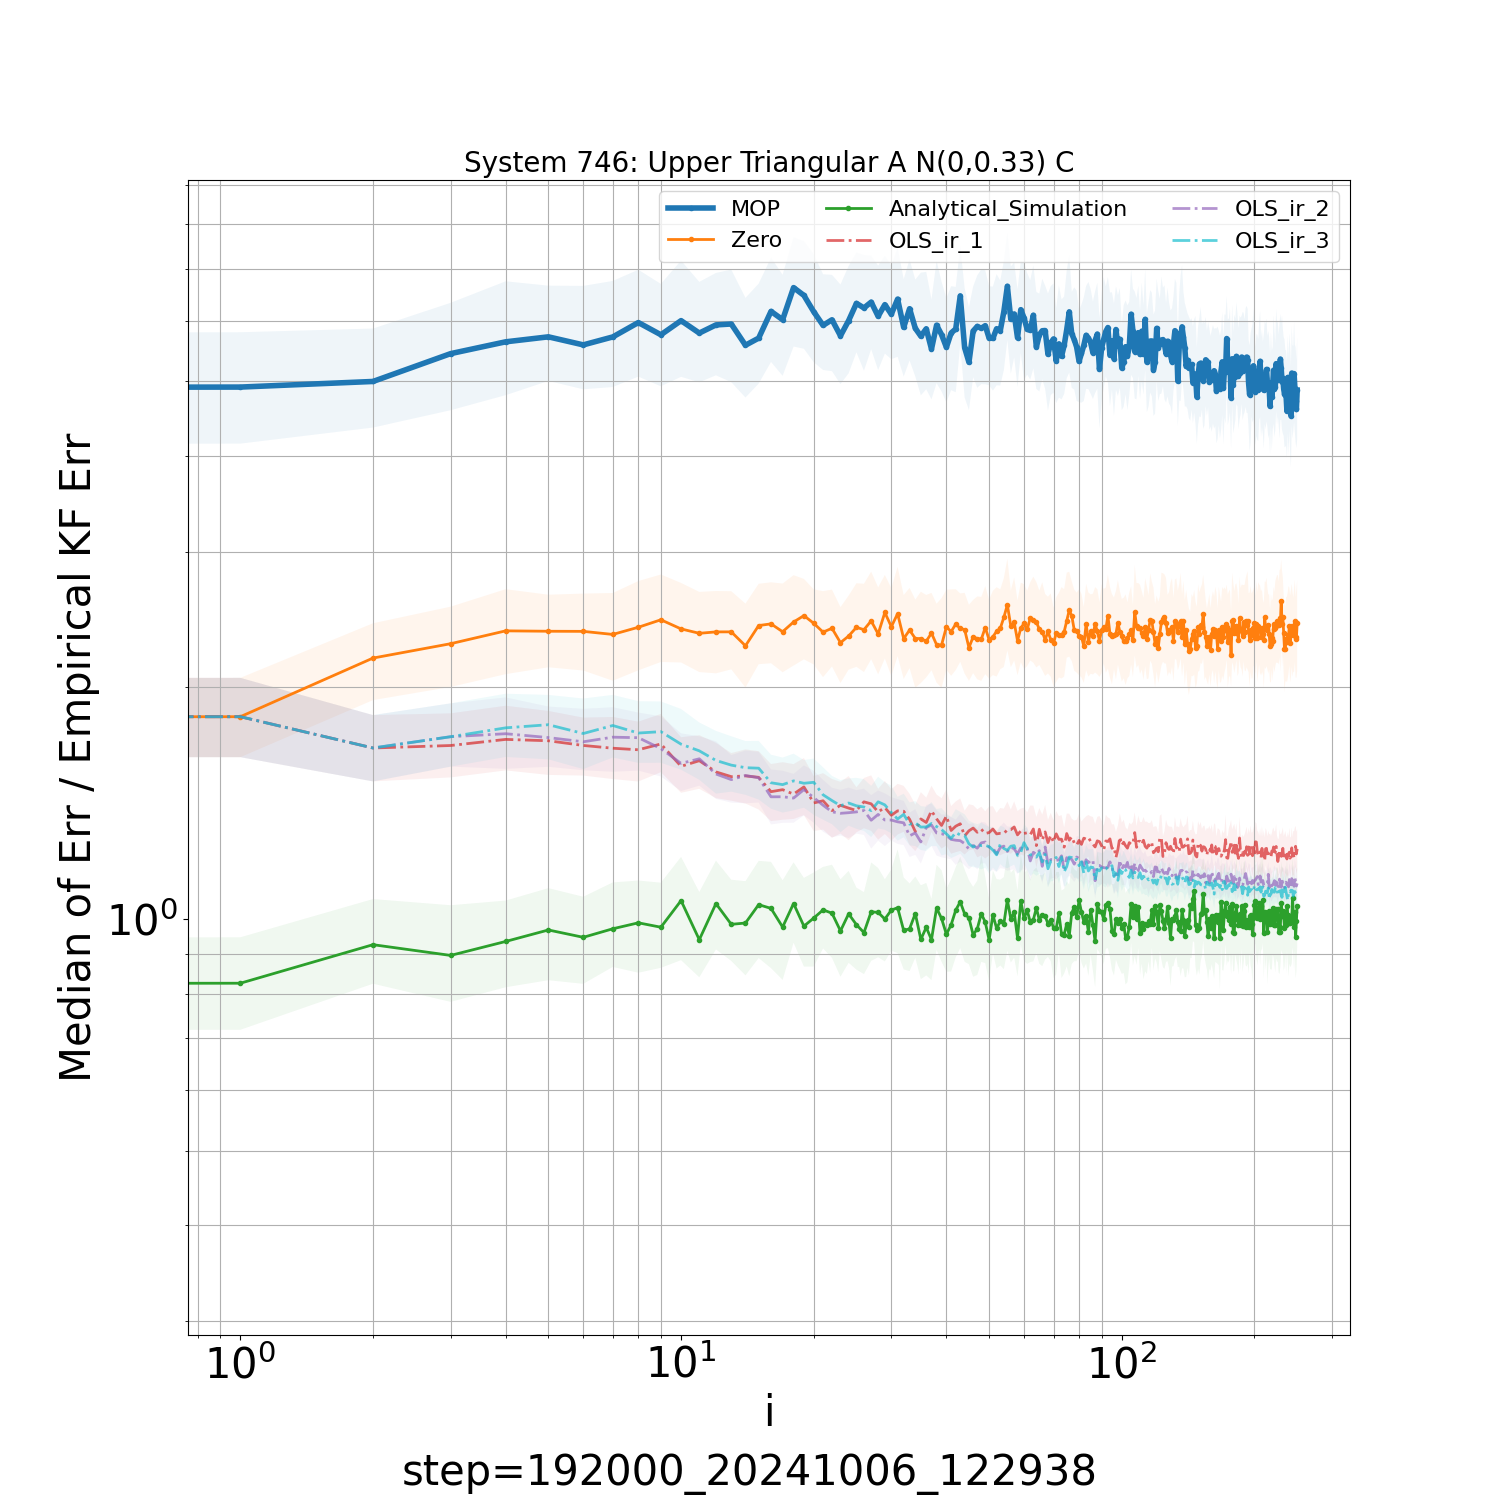 System 746: Upper Triangular A N(0,0.33) C
MOP
Zero
Analytical_Simulation
OLS_ir_1
OLS_ir_2
OLS_ir_3
Median of Err / Empirical KF Err
10⁰
10⁰ 10¹ 10²
i
step=192000_20241006_122938